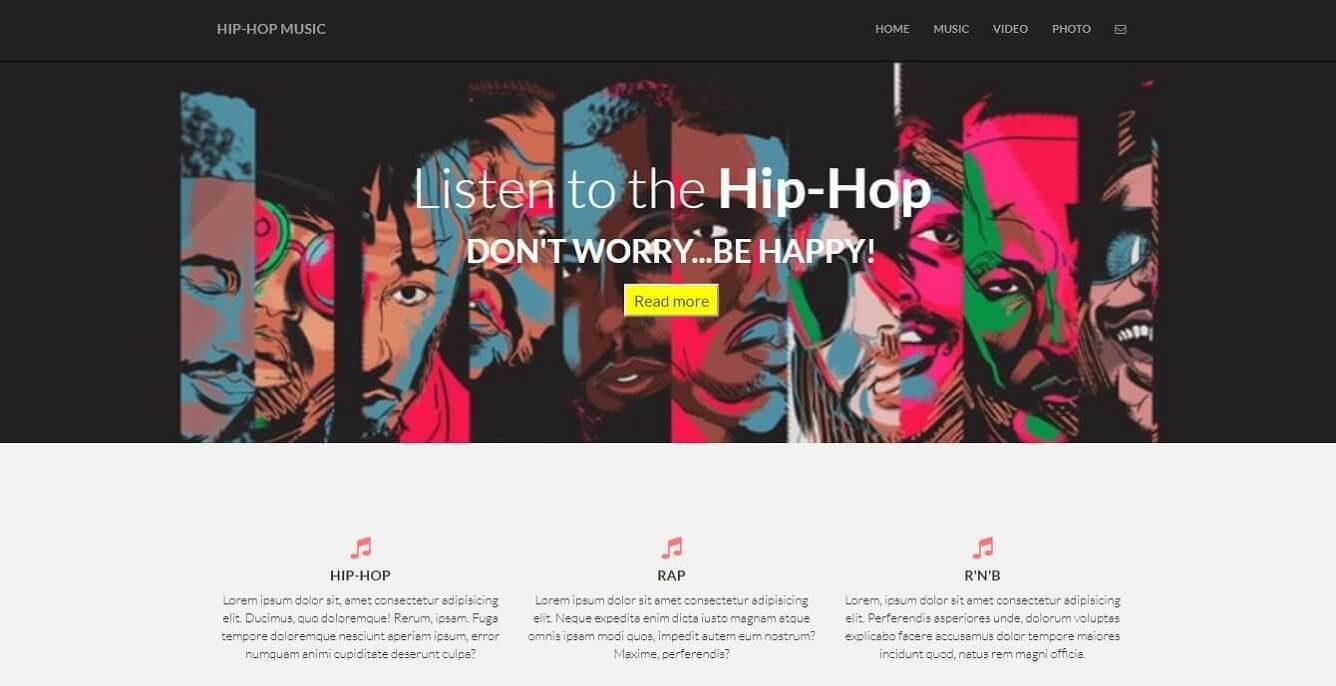 HIP-HOP MUSIC
HOME MUSIC VIDEO PHOTO
Listen to the Hip-Hop
DON'T WORRY...BE HAPPY!
Read more
HIP-HOP
Lorem ipsum dolor sit, amet consectetur adipisicing
elit. Ducimus, quo doloremque! Rerum, ipsam. Fuga
tempore doloremque nesciunt aperiam ipsum, error
numquam animi cupiditate deserunt culpa?
RAP
Lorem ipsum dolor sit amet consectetur adipisicing
elit. Neque expedita enim dicta iusto magnam atque
omnis ipsam modi quos, impedit autem eum nostrum?
Maxime, perferendis?
R'N'B
Lorem, ipsum dolor sit amet consectetur adipisicing
elit. Perferendis asperiores unde, dolorum voluptas
explicabo facere accusamus dolor tempore maiores
incidunt quod, natus rem magni officia.